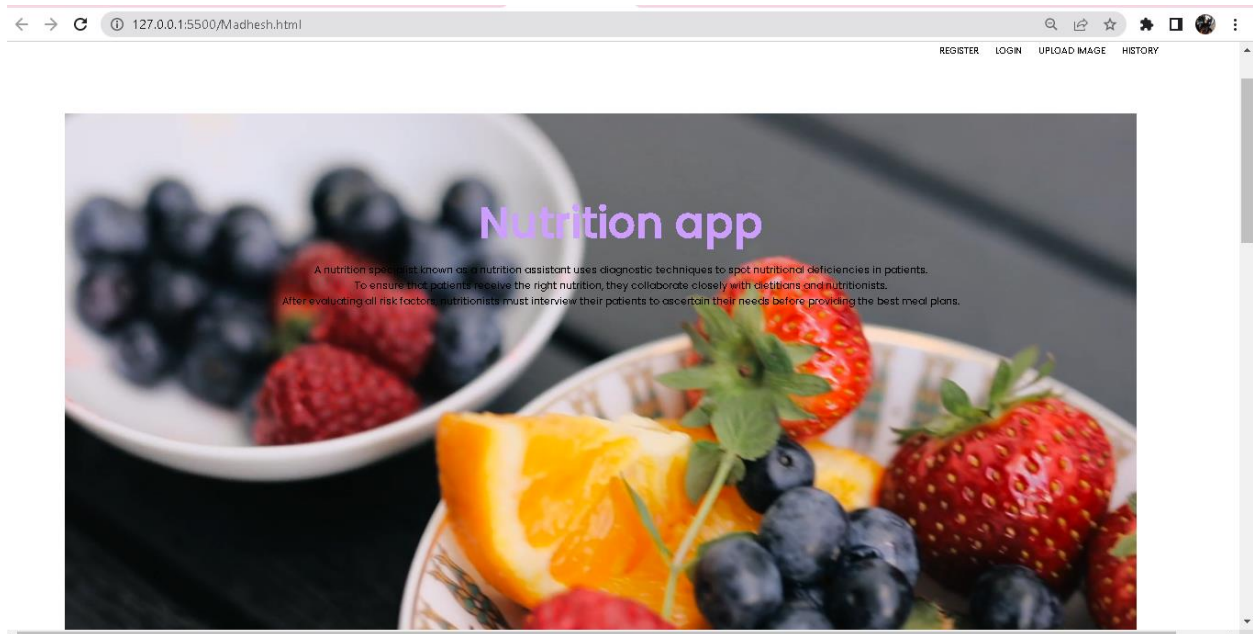 127.0.0.1:5500/Madhesh.html
REGISTER LOGIN UPLOAD IMAGE HISTORY
Nutrition app
A nutrition specialist known as a nutrition assistant uses diagnostic techniques to spot nutritional deficiencies in patients.
To ensure that patients receive the right nutrition, they collaborate closely with dietitians and nutritionists.
After evaluating all risk factors, nutritionists must interview their patients to ascertain their needs before providing the best meal plans.